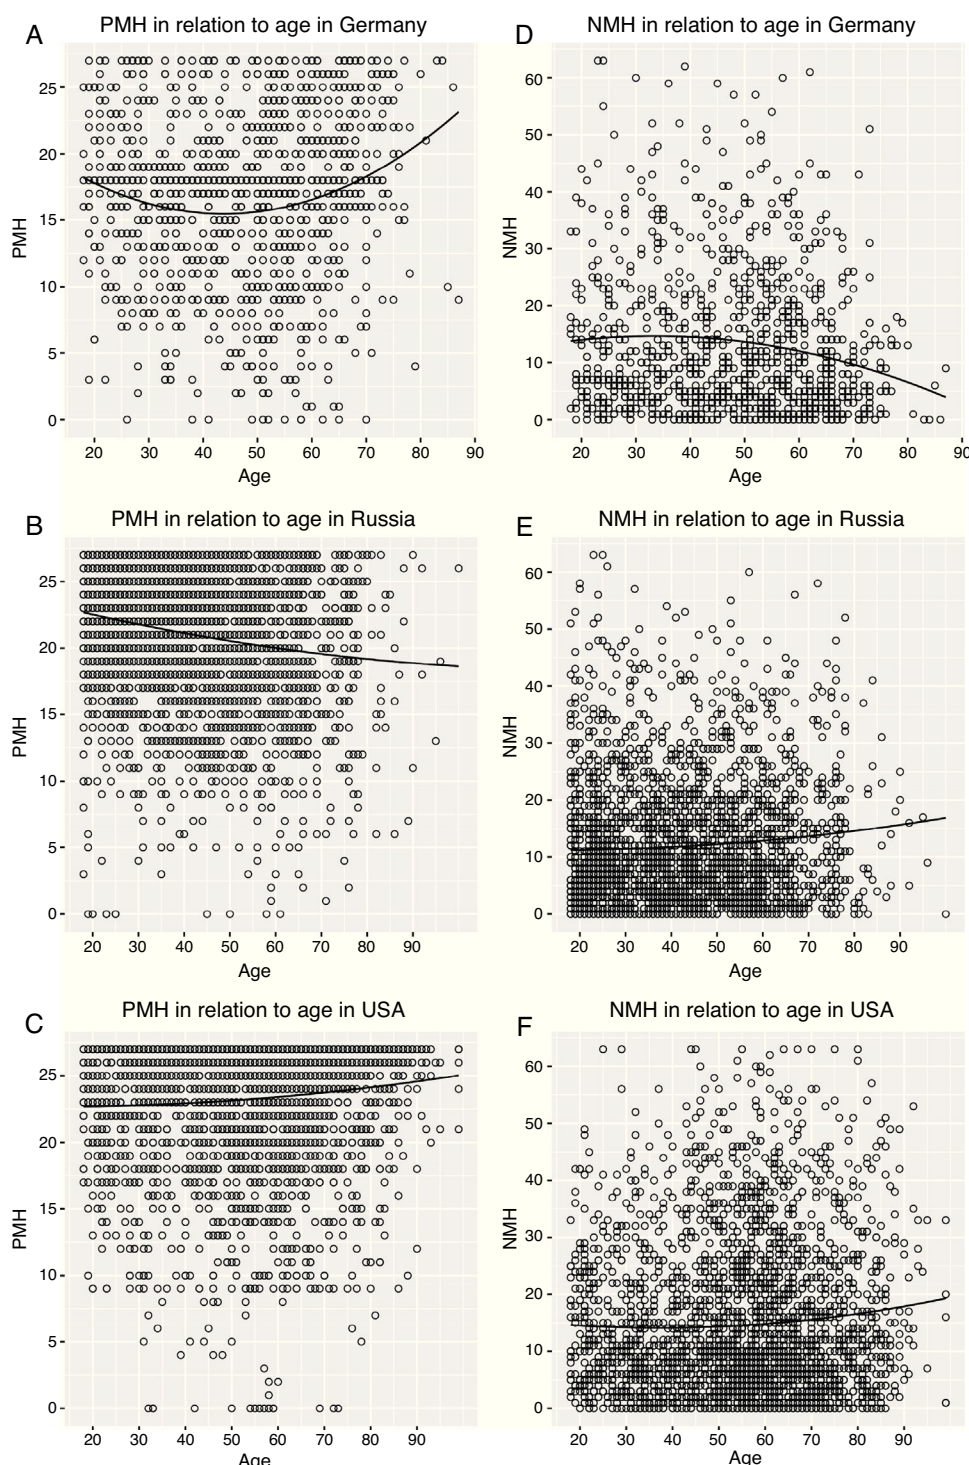 A
PMH in relation to age in Germany
PMH
25
20
15
10
5
0
20 30 40 50 60 70 80 90
Age
D
NMH in relation to age in Germany
NMH
60
50
40
30
20
10
0
20 30 40 50 60 70 80 90
Age
B
PMH in relation to age in Russia
PMH
25
20
15
10
5
0
20 30 40 50 60 70 80 90
Age
E
NMH in relation to age in Russia
NMH
60
50
40
30
20
10
0
20 30 40 50 60 70 80 90
Age
C
PMH in relation to age in USA
PMH
25
20
15
10
5
0
20 30 40 50 60 70 80 90
Age
F
NMH in relation to age in USA
NMH
60
50
40
30
20
10
0
20 30 40 50 60 70 80 90
Age